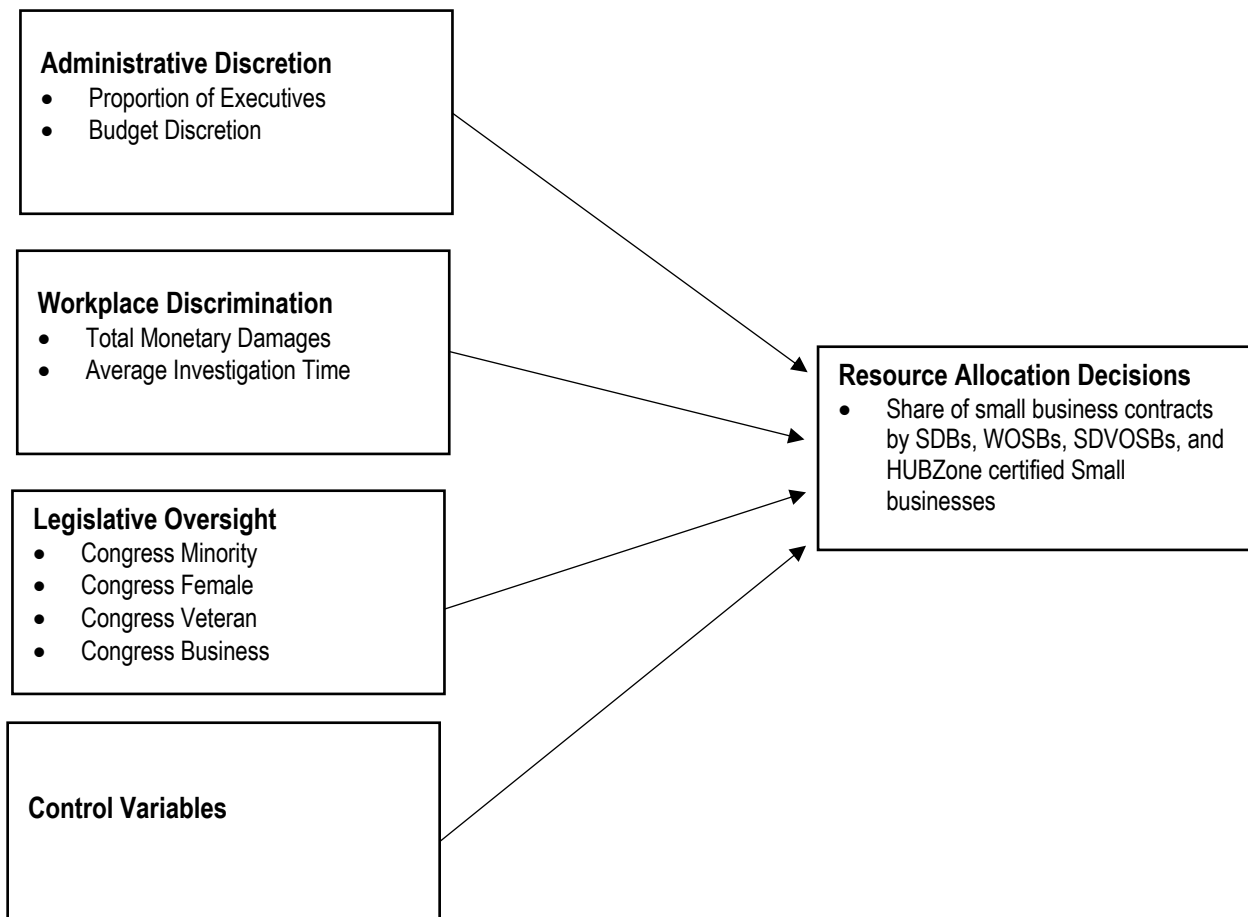 Administrative Discretion
• Proportion of Executives
• Budget Discretion
Workplace Discrimination
• Total Monetary Damages
• Average Investigation Time
Legislative Oversight
• Congress Minority
• Congress Female
• Congress Veteran
• Congress Business
Control Variables
Resource Allocation Decisions
• Share of small business contracts
by SDBs, WOSBs, SDVOSBs, and
HUBZone certified Small
businesses